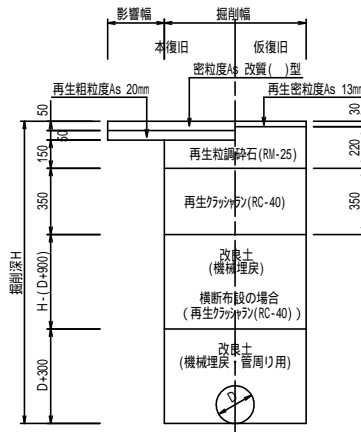 影響幅
掘削幅
本復旧
仮復旧
密粒度As 改質( )型
再生粗粒度As 20mm
再生密粒度As 13mm
50
50
150
350
H-(D+900)
D+300
掘削深H
30
220
350
再生粒調砕石(RM-25)
再生クラッシャラン(RC-40)
改良土
(機械埋戻)
横断布設の場合
(再生クラッシャラン(RC-40))
改良土
(機械埋戻・管周り用)
D